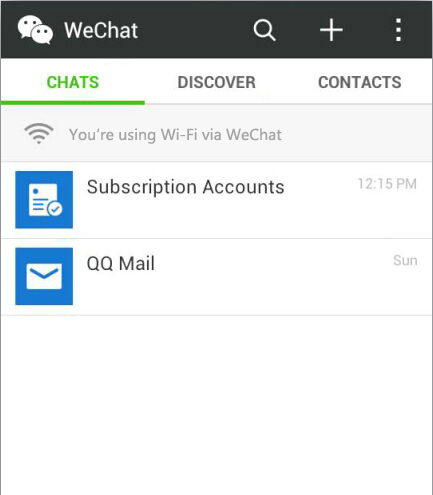 WeChat
CHATS DISCOVER CONTACTS
You're using Wi-Fi via WeChat
Subscription Accounts 12:15 PM
QQ Mail Sun